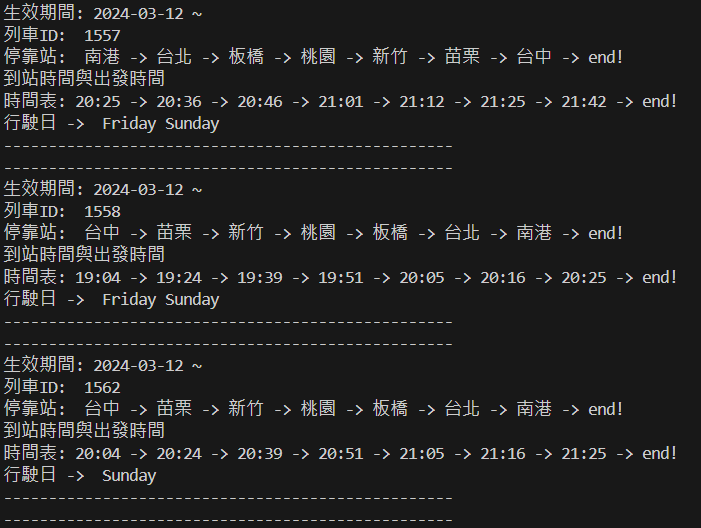 生效期間: 2024-03-12 ~
列車ID:  1557
停靠站:  南港 -> 台北 -> 板橋 -> 桃園 -> 新竹 -> 苗栗 -> 台中 -> end!
到站時間與出發時間
時間表: 20:25 -> 20:36 -> 20:46 -> 21:01 -> 21:12 -> 21:25 -> 21:42 -> end!
行駛日 ->  Friday Sunday
--------------------------------------------------
--------------------------------------------------
生效期間: 2024-03-12 ~
列車ID:  1558
停靠站:  台中 -> 苗栗 -> 新竹 -> 桃園 -> 板橋 -> 台北 -> 南港 -> end!
到站時間與出發時間
時間表: 19:04 -> 19:24 -> 19:39 -> 19:51 -> 20:05 -> 20:16 -> 20:25 -> end!
行駛日 ->  Friday Sunday
--------------------------------------------------
--------------------------------------------------
生效期間: 2024-03-12 ~
列車ID:  1562
停靠站:  台中 -> 苗栗 -> 新竹 -> 桃園 -> 板橋 -> 台北 -> 南港 -> end!
到站時間與出發時間
時間表: 20:04 -> 20:24 -> 20:39 -> 20:51 -> 21:05 -> 21:16 -> 21:25 -> end!
行駛日 ->  Sunday
--------------------------------------------------
--------------------------------------------------